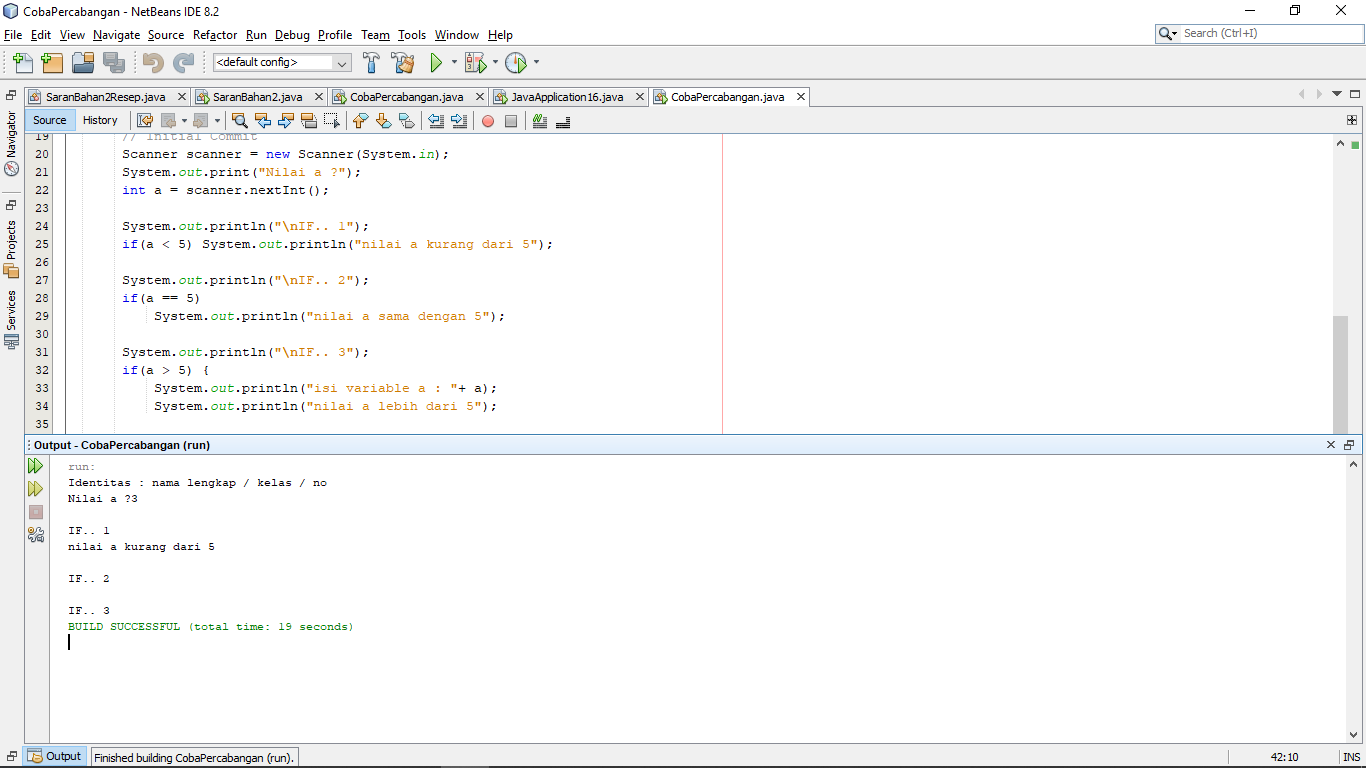 CobaPercabangan - NetBeans IDE 8.2
File Edit View Navigate Source Refactor Run Debug Profile Team Tools Window Help
Search (Ctrl+I)
<default config>
SaranBahan2Resep.java SaranBahan2.java CobaPercabangan.java JavaApplication16.java CobaPercabangan.java
Source History
Navigator
Projects
Services
19 // Initial Commit
20 Scanner scanner = new Scanner(System.in);
21 System.out.print("Nilai a ?");
22 int a = scanner.nextInt();
23
24 System.out.println("\nIF.. 1");
25 if(a < 5) System.out.println("nilai a kurang dari 5");
26
27 System.out.println("\nIF.. 2");
28 if(a == 5)
29 System.out.println("nilai a sama dengan 5");
30
31 System.out.println("\nIF.. 3");
32 if(a > 5) {
33 System.out.println("isi variable a : "+ a);
34 System.out.println("nilai a lebih dari 5");
35
Output - CobaPercabangan (run)
run:
Identitas : nama lengkap / kelas / no
Nilai a ?3
IF.. 1
nilai a kurang dari 5
IF.. 2
IF.. 3
BUILD SUCCESSFUL (total time: 19 seconds)
Output Finished building CobaPercabangan (run). 42:10 INS